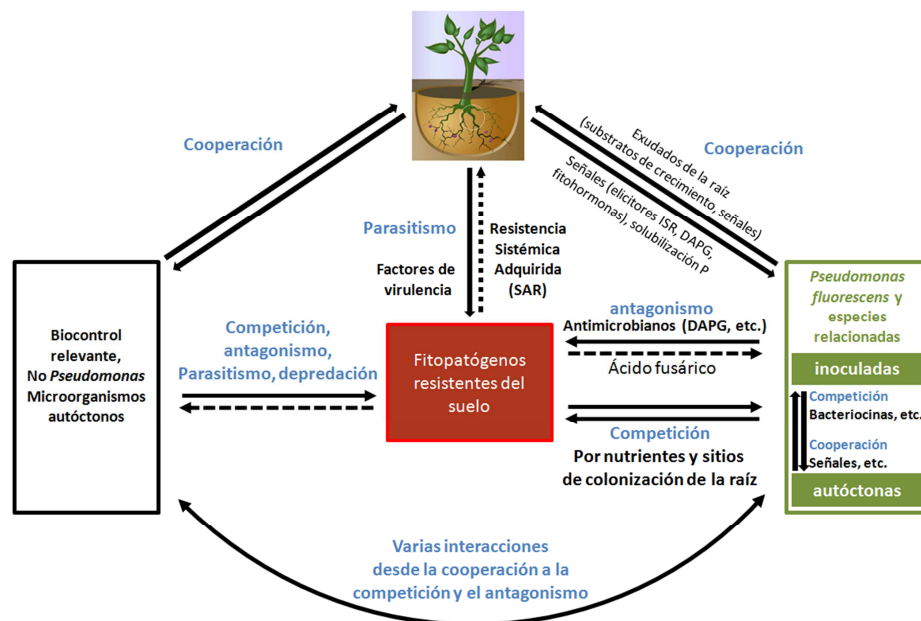 Cooperación
Exudados de la raíz
(substratos de crecimiento, señales)
Cooperación
Señales (elicitores ISR, DAPG,
fitohormonas), solubilización P
Parasitismo
Factores de
virulencia
Resistencia
Sistémica
Adquirida
(SAR)
Biocontrol
relevante,
No Pseudomonas
Microorganismos
autóctonos
Competición,
antagonismo,
Parasitismo, depredación
Fitopatógenos
resistentes del
suelo
antagonismo
Antimicrobianos (DAPG, etc.)
Ácido fusárico
Competición
Por nutrientes y sitios
de colonización de la raíz
Pseudomonas
fluorescens y
especies
relacionadas
inoculadas
Competición
Bacteriocinas, etc.
Cooperación
Señales, etc.
autóctonas
Varias interacciones
desde la cooperación a la
competición y el antagonismo